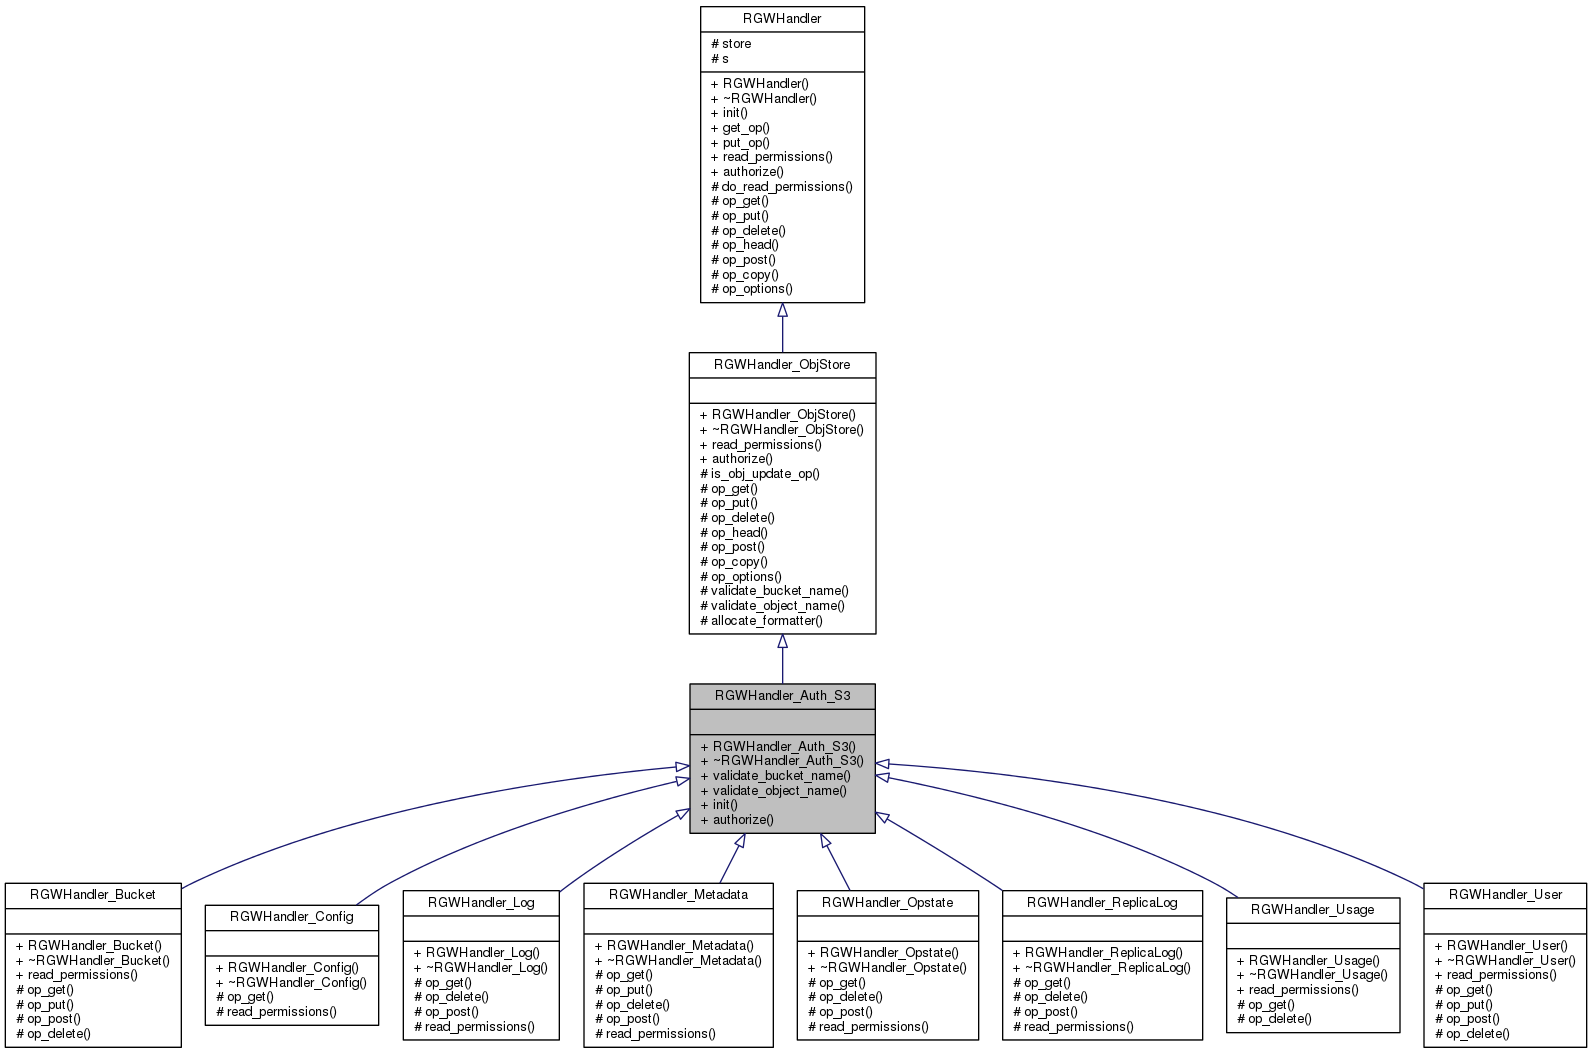 RGWHandler
# store
# s
+ RGWHandler()
+ ~RGWHandler()
+ init()
+ get_op()
+ put_op()
+ read_permissions()
+ authorize()
# do_read_permissions()
# op_get()
# op_put()
# op_delete()
# op_head()
# op_post()
# op_copy()
# op_options()
RGWHandler_ObjStore
+ RGWHandler_ObjStore()
+ ~RGWHandler_ObjStore()
+ read_permissions()
+ authorize()
# is_obj_update_op()
# op_get()
# op_put()
# op_delete()
# op_head()
# op_post()
# op_copy()
# op_options()
# validate_bucket_name()
# validate_object_name()
# allocate_formatter()
RGWHandler_Auth_S3
+ RGWHandler_Auth_S3()
+ ~RGWHandler_Auth_S3()
+ validate_bucket_name()
+ validate_object_name()
+ init()
+ authorize()
RGWHandler_Bucket
+ RGWHandler_Bucket()
+ ~RGWHandler_Bucket()
+ read_permissions()
# op_get()
# op_put()
# op_post()
# op_delete()
RGWHandler_Config
+ RGWHandler_Config()
+ ~RGWHandler_Config()
# op_get()
# read_permissions()
RGWHandler_Log
+ RGWHandler_Log()
+ ~RGWHandler_Log()
# op_get()
# op_delete()
# op_post()
# read_permissions()
RGWHandler_Metadata
+ RGWHandler_Metadata()
+ ~RGWHandler_Metadata()
# op_get()
# op_put()
# op_delete()
# op_post()
# read_permissions()
RGWHandler_Opstate
+ RGWHandler_Opstate()
+ ~RGWHandler_Opstate()
# op_get()
# op_delete()
# op_post()
# read_permissions()
RGWHandler_ReplicaLog
+ RGWHandler_ReplicaLog()
+ ~RGWHandler_ReplicaLog()
# op_get()
# op_delete()
# op_post()
# read_permissions()
RGWHandler_Usage
+ RGWHandler_Usage()
+ ~RGWHandler_Usage()
+ read_permissions()
# op_get()
# op_delete()
RGWHandler_User
+ RGWHandler_User()
+ ~RGWHandler_User()
+ read_permissions()
# op_get()
# op_put()
# op_post()
# op_delete()